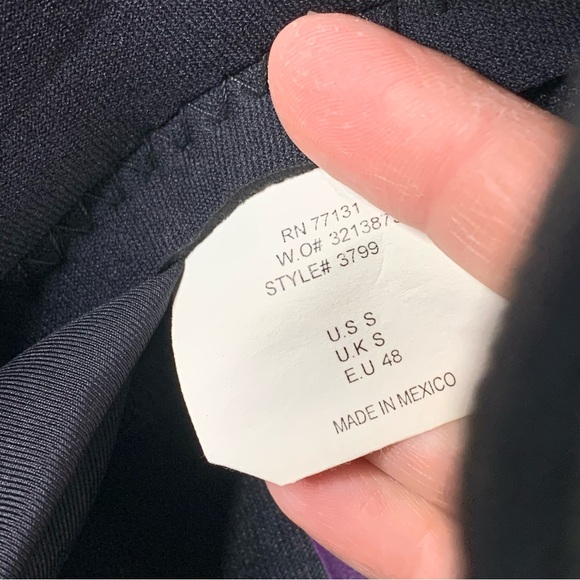 RN 77131
W.O# 321387
STYLE# 3799
U.S S
U.K S
E.U 48
MADE IN MEXICO